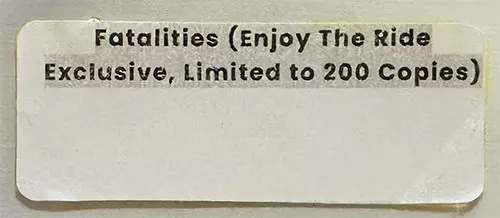 Fatalities (Enjoy The Ride
Exclusive, Limited to 200 Copies)